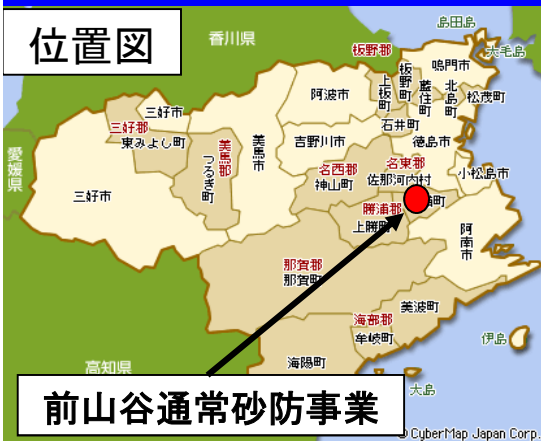 位置図
香川県
島田島
大毛島
板野郡
鳴門市
板野町
上板町
藍住町
北島町
松茂町
阿波市
石井町
三好市
三好郡
東みよし町
美馬郡
つるぎ町
美馬市
吉野川市
徳島市
名西郡
神山町
名東郡
佐那河内村
小松島市
愛媛県
三好市
勝浦郡
上勝町
町
阿南市
那賀郡
那賀町
美波町
海部郡
牟岐町
伊島
海陽町
高知県
大島
前山谷通常砂防事業
© CyberMap Japan Corp.